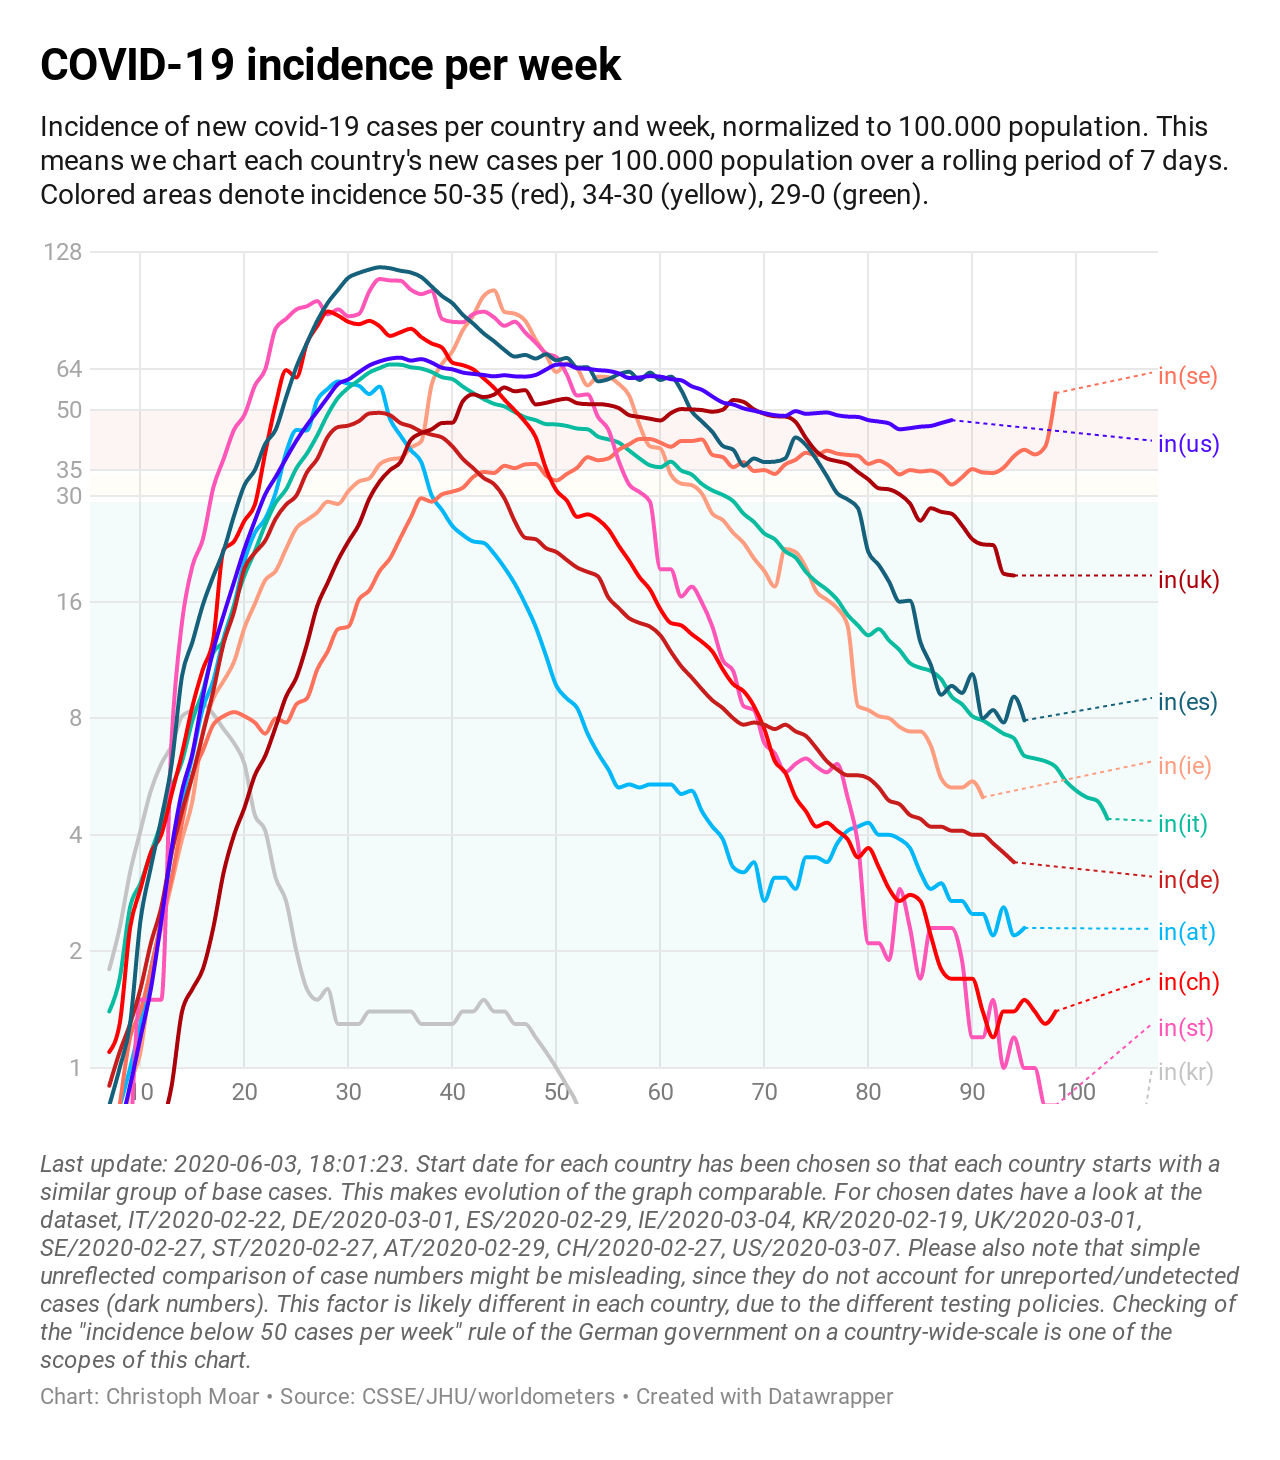 COVID-19 incidence per week
Incidence of new covid-19 cases per country and week, normalized to 100.000 population. This
means we chart each country's new cases per 100.000 population over a rolling period of 7 days.
Colored areas denote incidence 50-35 (red), 34-30 (yellow), 29-0 (green).
128
64
50
35
30
16
8
4
2
1
in(se)
in(us)
in(uk)
in(es)
in(ie)
in(it)
in(de)
in(at)
in(ch)
in(st)
in(kr)
10 20 30 40 50 60 70 80 90 100
Last update: 2020-06-03, 18:01:23. Start date for each country has been chosen so that each country starts with a
similar group of base cases. This makes evolution of the graph comparable. For chosen dates have a look at the
dataset, IT/2020-02-22, DE/2020-03-01, ES/2020-02-29, IE/2020-03-04, KR/2020-02-19, UK/2020-03-01,
SE/2020-02-27, ST/2020-02-27, AT/2020-02-29, CH/2020-02-27, US/2020-03-07. Please also note that simple
unreflected comparison of case numbers might be misleading, since they do not account for unreported/undetected
cases (dark numbers). This factor is likely different in each country, due to the different testing policies. Checking of
the "incidence below 50 cases per week" rule of the German government on a country-wide-scale is one of the
scopes of this chart.
Chart: Christoph Moar • Source: CSSE/JHU/worldometers • Created with Datawrapper